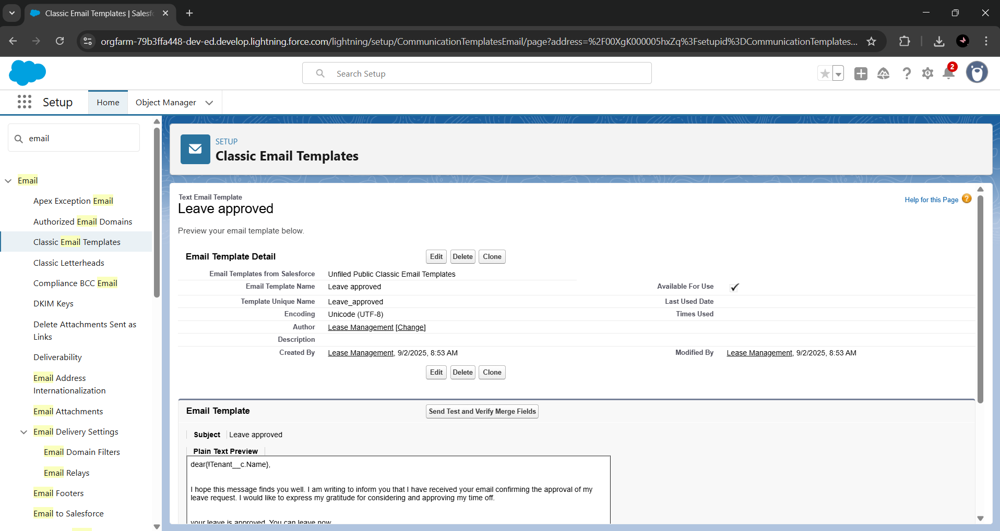 Classic Email Templates | Salesf
orgfarm-79b3ffa448-dev-ed.develop.lightning.force.com/lightning/setup/CommunicationTemplatesEmail/page?address=%2F00XgK000005hxZq%3Fsetupid%3DCommunicationTemplates...
Search Setup
2
Setup
Home
Object Manager
email
Email
Apex Exception Email
Authorized Email Domains
Classic Email Templates
Classic Letterheads
Compliance BCC Email
DKIM Keys
Delete Attachments Sent as
Links
Deliverability
Email Address
Internationalization
Email Attachments
Email Delivery Settings
Email Domain Filters
Email Relays
Email Footers
Email to Salesforce
SETUP
Classic Email Templates
Text Email Template
Leave approved
Help for this Page ?
Preview your email template below.
Email Template Detail
Edit Delete Clone
Email Templates from Salesforce Unfiled Public Classic Email Templates
Email Template Name Leave approved Available For Use
Template Unique Name Leave_approved Last Used Date
Encoding Unicode (UTF-8) Times Used
Author Lease Management [Change]
Description
Created By Lease Management, 9/2/2025, 8:53 AM Modified By Lease Management, 9/2/2025, 8:53 AM
Edit Delete Clone
Email Template Send Test and Verify Merge Fields
Subject Leave approved
Plain Text Preview
dear{!Tenant__c.Name},
I hope this message finds you well. I am writing to inform you that I have received your email confirming the approval of my
leave request. I would like to express my gratitude for considering and approving my time off.
your leave is approved. You can leave now